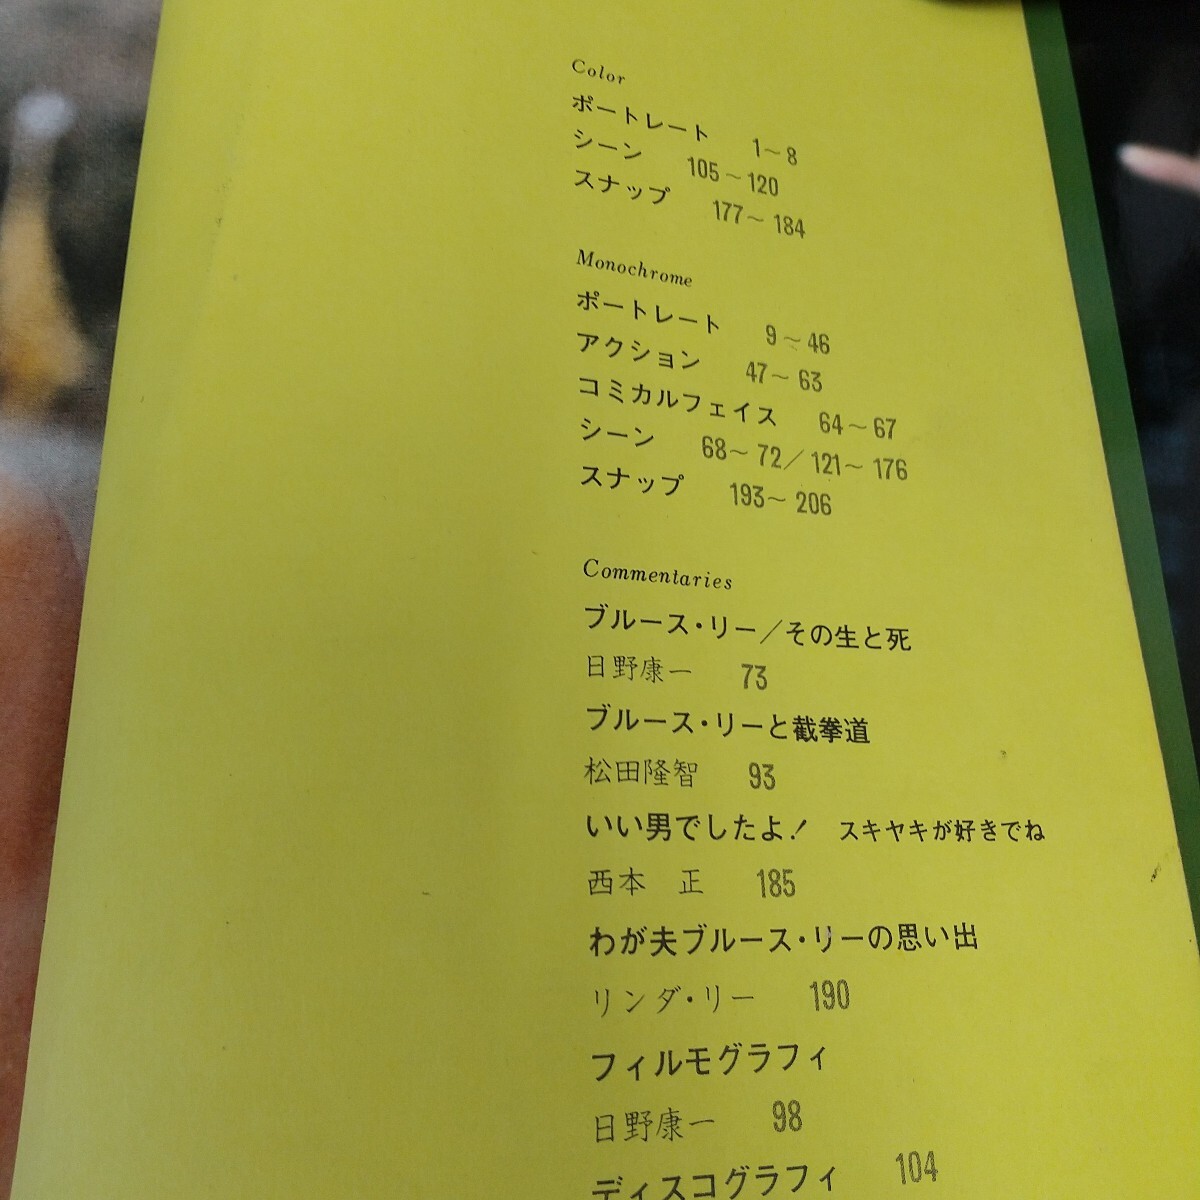 Color
ポートレート 1～8
シーン 105～120
スナップ 177～184
Monochrome
ポートレート 9～46
アクション 47～63
コミカルフェイス 64～67
シーン 68～72／121～176
スナップ 193～206
Commentaries
ブルース・リー／その生と死
日野康一 73
ブルース・リーと截拳道
松田隆智 93
いい男でしたよ！ スキヤキが好きでね
西本 正 185
わが夫ブルース・リーの思い出
リンダ・リー 190
フィルモグラフィ
日野康一 98
ディスコグラフィ 104